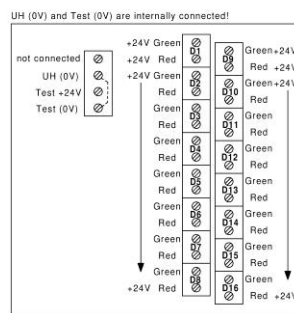 UH (0V) and Test (0V) are internally connected!
not connected
UH (0V)
Test +24V
Test (0V)
+24V Green
D1
+24V Red
+24V Green
D2
Red
Green
D3
Red
Green
D4
Red
Green
D5
Red
Green
D6
Red
Green
D7
Red
Green
D8
+24V Red
Green +24V
D9
Red +24V
Green +24V
D10
Red
Green
D11
Red
Green
D12
Red
Green
D13
Red
Green
D14
Red
Green
D15
Red
Green
D16
Red +24V